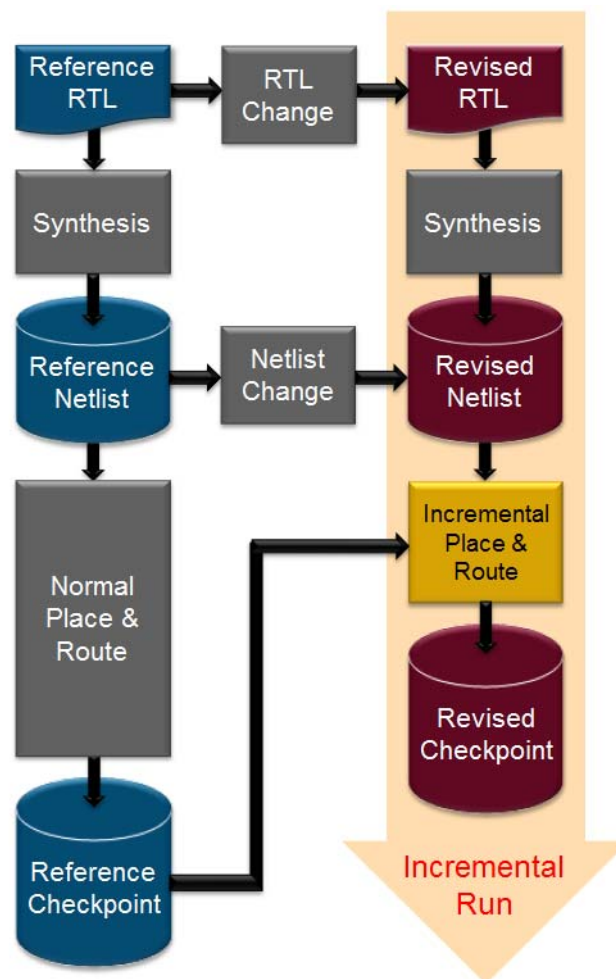 Reference
RTL
RTL
Change
Revised
RTL
Synthesis
Synthesis
Reference
Netlist
Netlist
Change
Revised
Netlist
Normal
Place &
Route
Incremental
Place &
Route
Revised
Checkpoint
Reference
Checkpoint
Incremental
Run